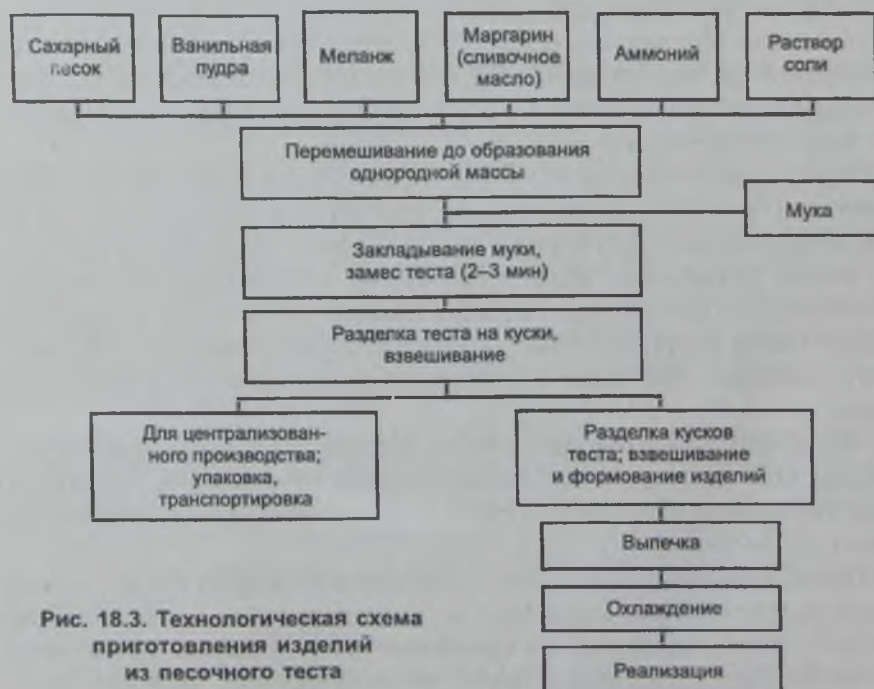 Сахарный
песок
Ванильная
пудра
Меланж
Маргарин
(сливочное
масло)
Аммоний
Раствор
соли
Перемешивание до образования
однородной массы
Мука
Закладывание муки,
замес теста (2–3 мин)
Разделка теста на куски,
взвешивание
Для централизован-
ного производства;
упаковка,
транспортировка
Разделка кусков
теста; взвешивание
и формование изделий
Выпечка
Охлаждение
Реализация
Рис. 18.3. Технологическая схема
приготовления изделий
из песочного теста